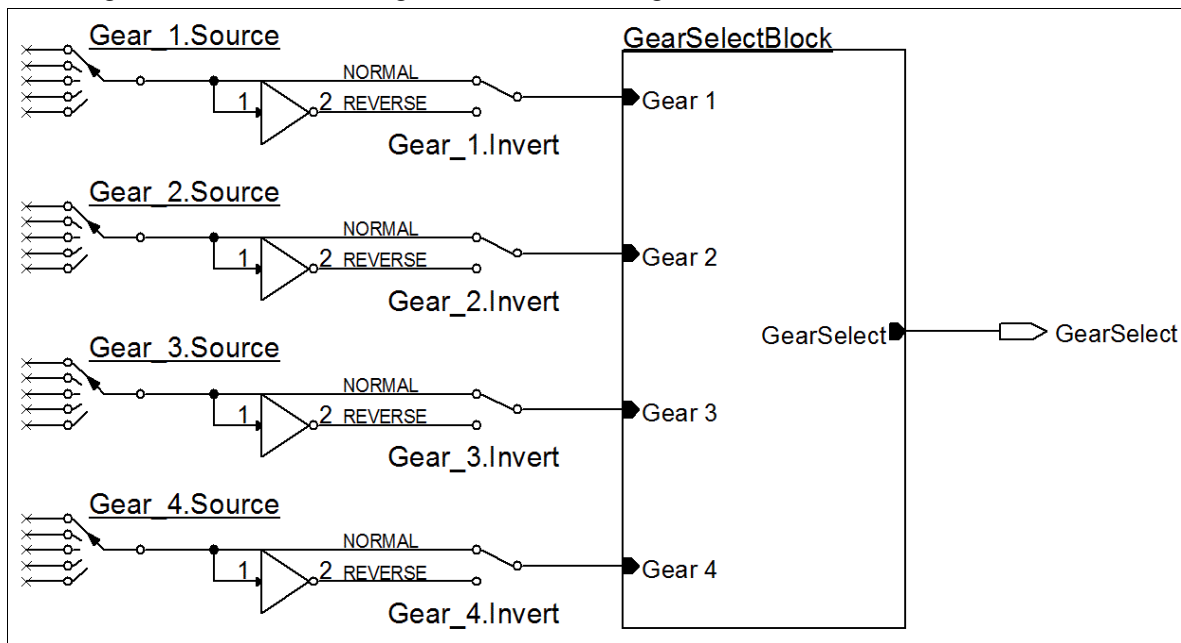 Gear_1.Source
GearSelectBlock
NORMAL
1
2 REVERSE
Gear 1
Gear_1.Invert
Gear_2.Source
NORMAL
1
2 REVERSE
Gear 2
Gear_2.Invert
GearSelect
GearSelect
Gear_3.Source
NORMAL
1
2 REVERSE
Gear 3
Gear_3.Invert
Gear_4.Source
NORMAL
1
2 REVERSE
Gear 4
Gear_4.Invert